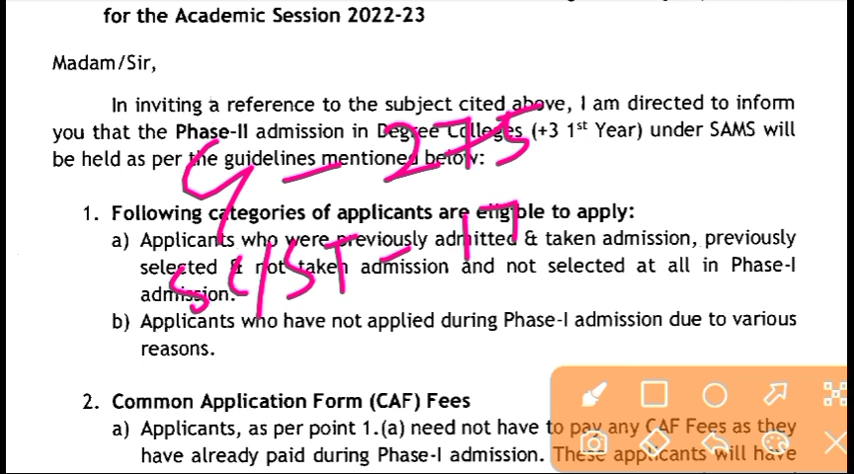 for the Academic Session 2022-23
Madam/Sir,
In inviting a reference to the subject cited above, I am directed to inform
you that the Phase-II admission in Degree Colleges (+3 1st Year) under SAMS will
be held as per the guidelines mentioned below:
G - 275
1. Following categories of applicants are eligible to apply:
a) Applicants who were previously admitted & taken admission, previously
selected & not taken admission and not selected at all in Phase-I
admission.
SC/ST - 17
b) Applicants who have not applied during Phase-I admission due to various
reasons.
2. Common Application Form (CAF) Fees
a) Applicants, as per point 1.(a) need not have to pay any CAF Fees as they
have already paid during Phase-I admission. These applicants will have